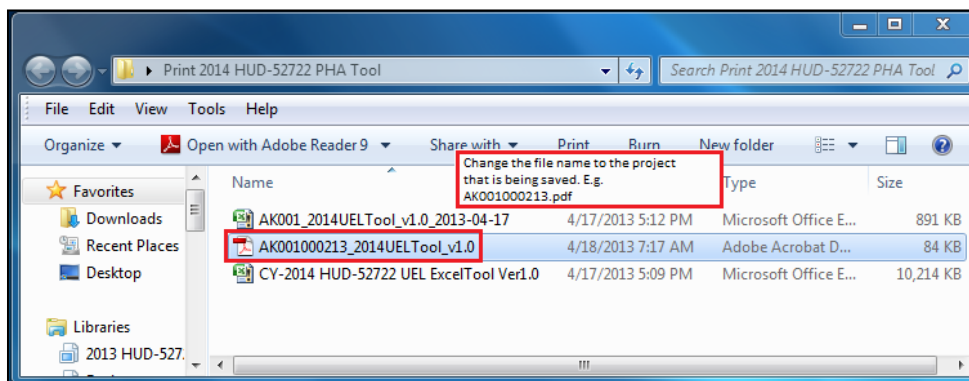 Print 2014 HUD-52722 PHA Tool
Search Print 2014 HUD-52722 PHA Tool
File Edit View Tools Help
Organize Open with Adobe Reader 9 Share with Print Burn New folder
Change the file name to the project
that is being saved. E.g.
AK001000213.pdf
Favorites
Downloads
Recent Places
Desktop
Libraries
2013 HUD-527.
Name Type Size
AK001_2014UELTool_v1.0_2013-04-17 4/17/2013 5:12 PM Microsoft Office E... 891 KB
AK001000213_2014UELTool_v1.0 4/18/2013 7:17 AM Adobe Acrobat D... 84 KB
CY-2014 HUD-52722 UEL ExcelTool Ver1.0 4/17/2013 5:09 PM Microsoft Office E... 10,214 KB